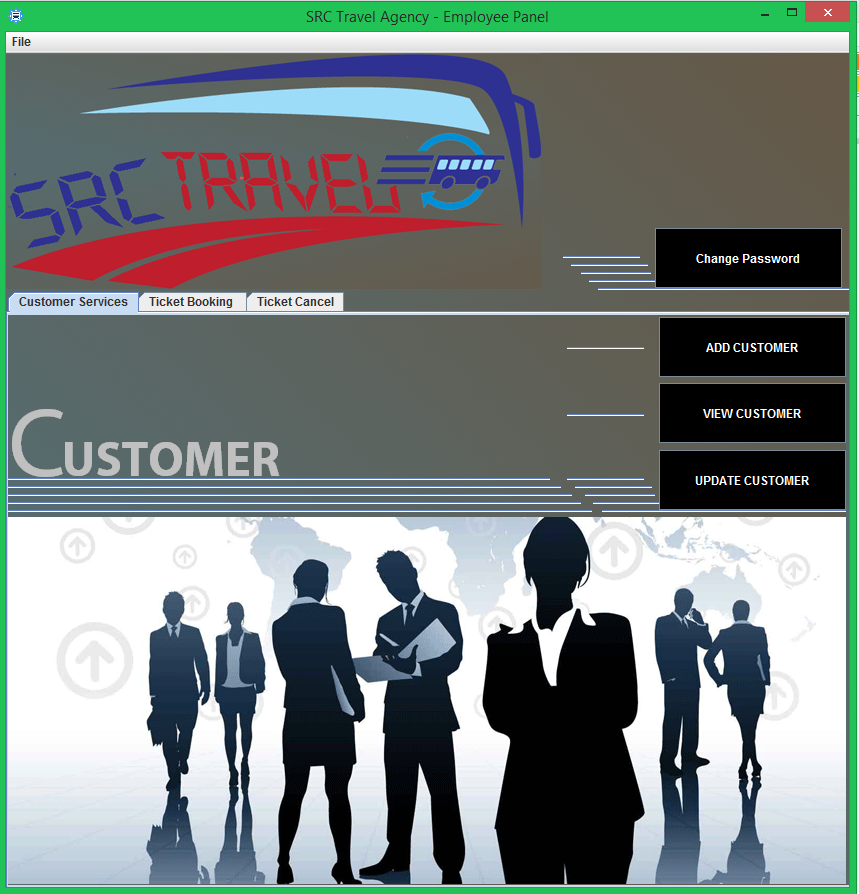 SRC Travel Agency - Employee Panel
File
SRC TRAVEL
Change Password
Customer Services
Ticket Booking
Ticket Cancel
ADD CUSTOMER
VIEW CUSTOMER
CUSTOMER
UPDATE CUSTOMER